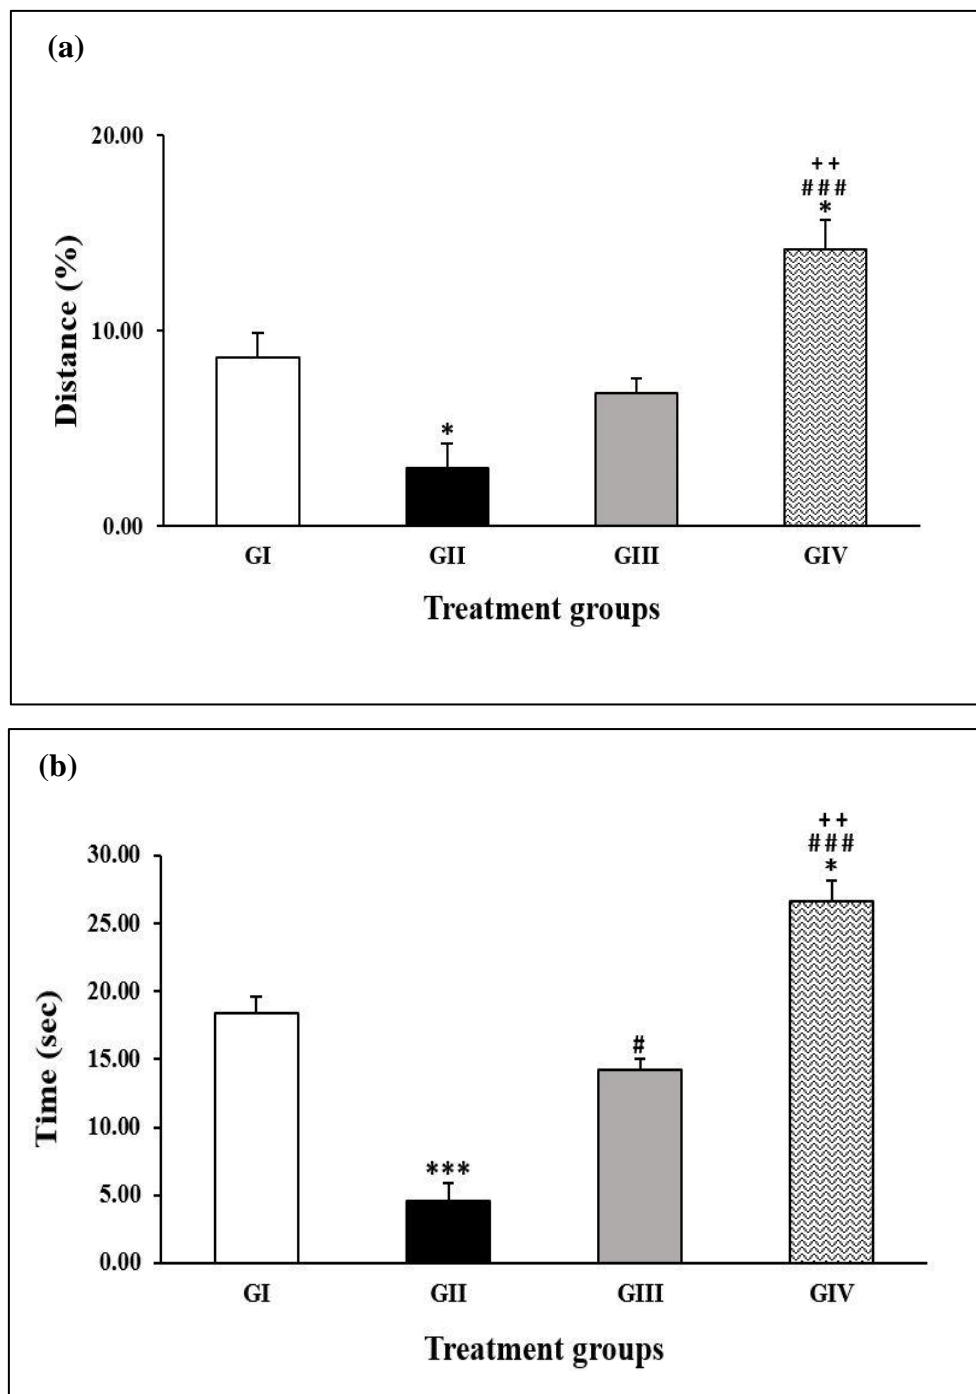 (a)
20.00
++
###
*
10.00
*
0.00
Distance (%)
GI GII GIII GIV
Treatment groups
(b)
++
###
*
30.00
25.00
20.00
#
15.00
10.00
***
5.00
0.00
Time (sec)
GI GII GIII GIV
Treatment groups